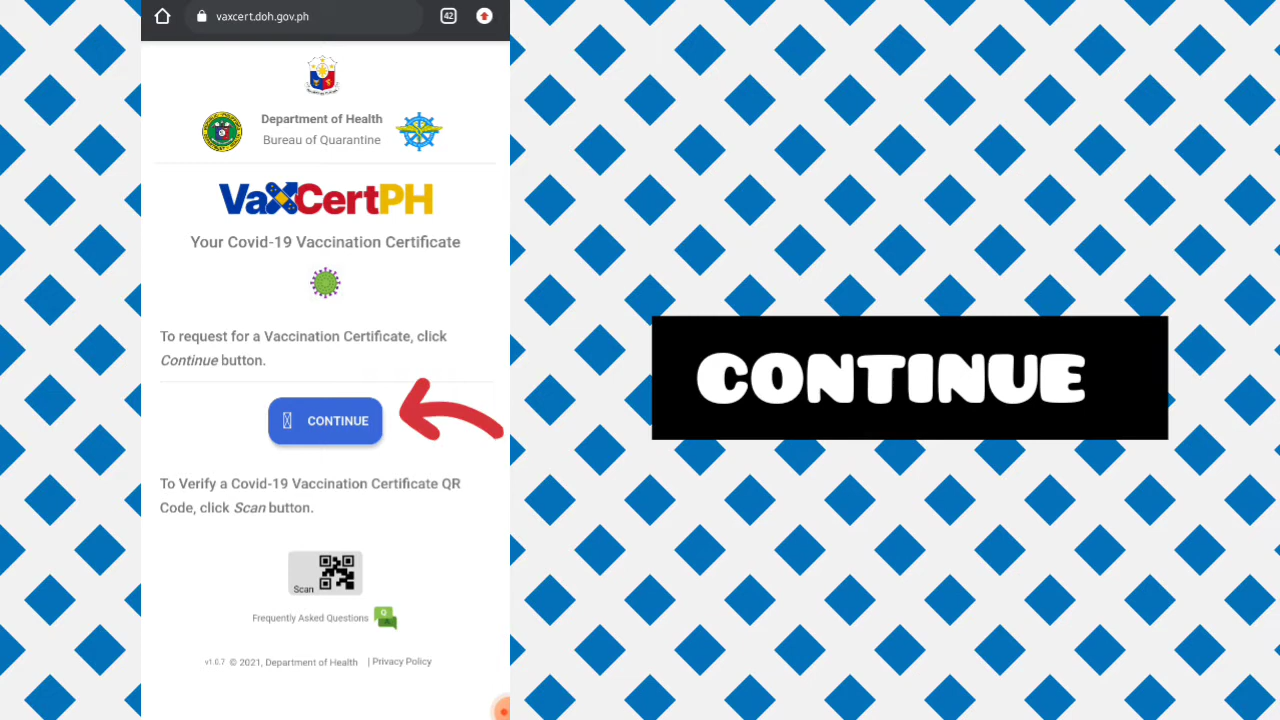 vaxcert.doh.gov.ph
42
Department of Health
Bureau of Quarantine
VaxCertPH
Your Covid-19 Vaccination Certificate
To request for a Vaccination Certificate, click
Continue button.
CONTINUE
To Verify a Covid-19 Vaccination Certificate QR
Code, click Scan button.
Scan
Frequently Asked Questions
Q
A
v1.0.7 © 2021, Department of Health | Privacy Policy
CONTINUE